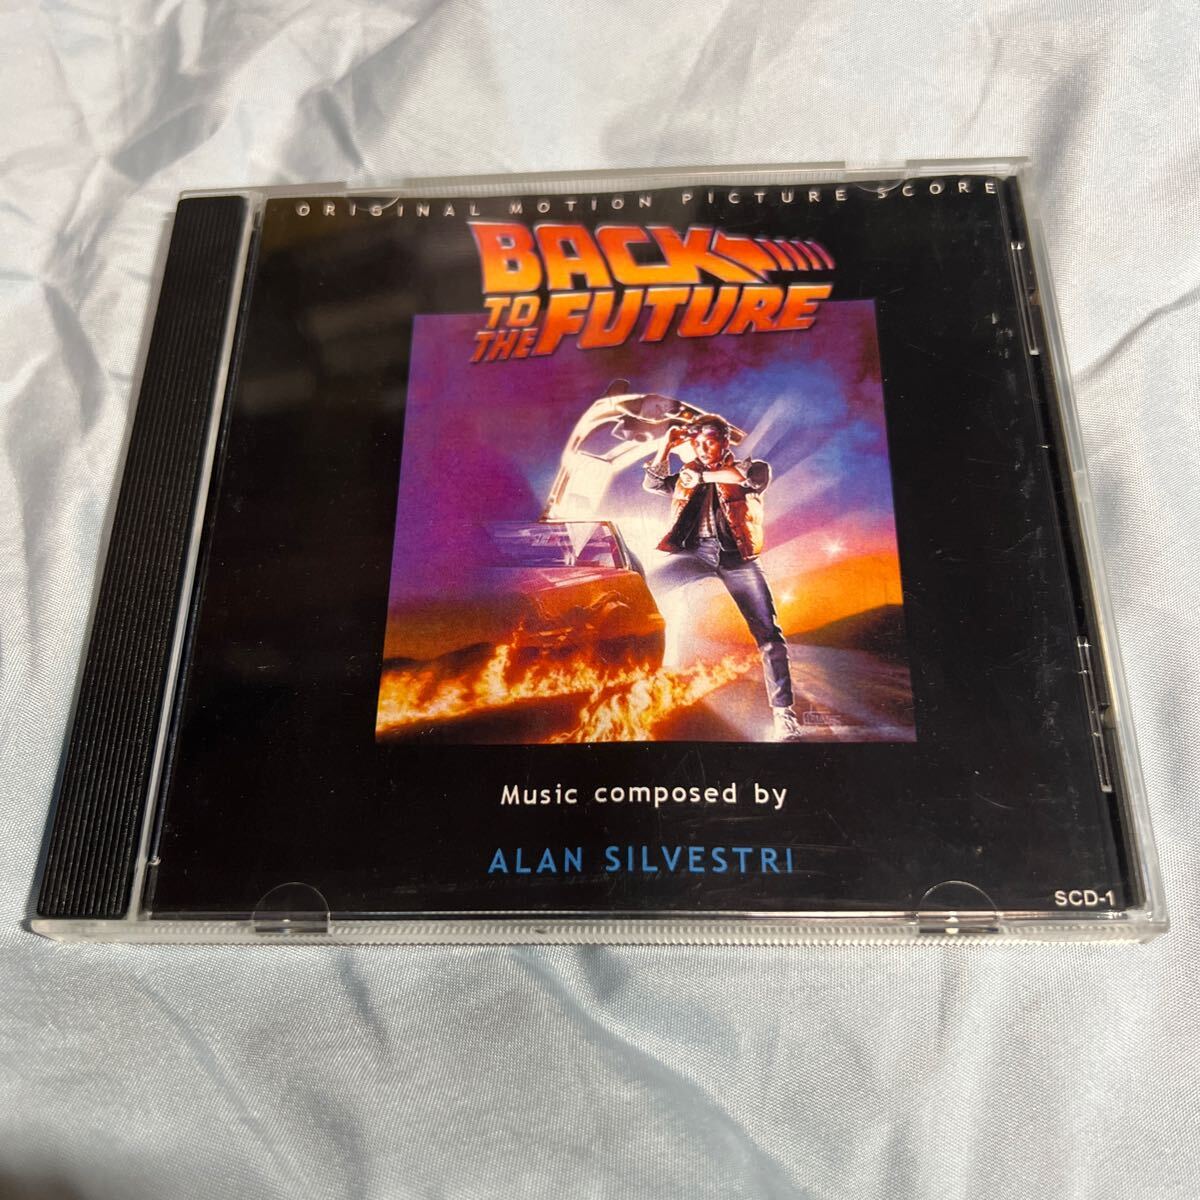 ORIGINAL MOTION PICTURE SCORE
BACK
TO
THE FUTURE
Music composed by
ALAN SILVESTRI
SCD-1